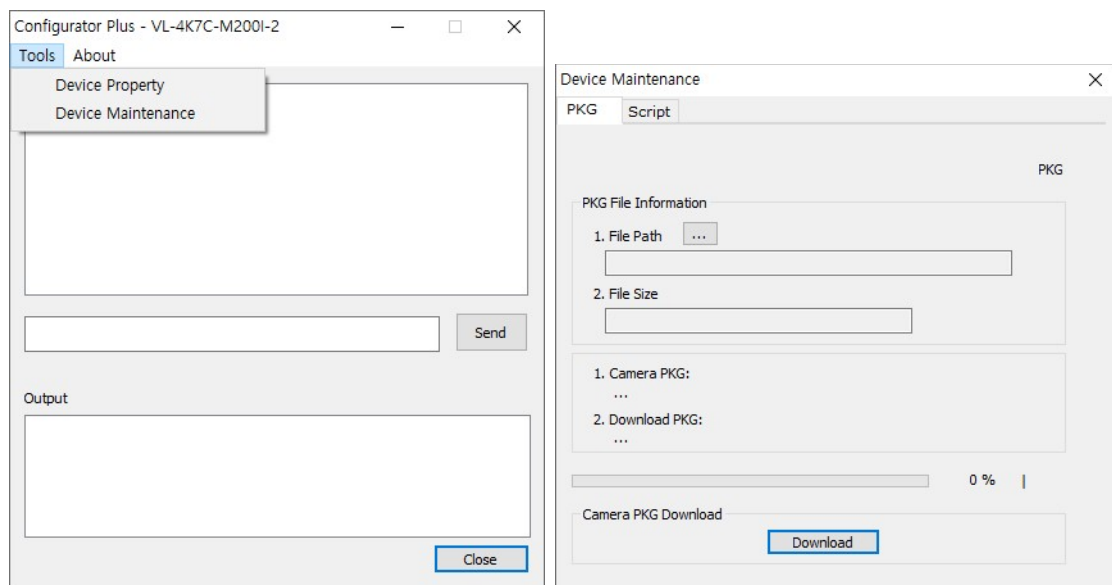 Configurator Plus - VL-4K7C-M200I-2
Tools About
Device Property
Device Maintenance
Send
Output
Close
Device Maintenance
PKG Script
PKG
PKG File Information
1. File Path ...
2. File Size
1. Camera PKG:
...
2. Download PKG:
...
0 %
Camera PKG Download
Download